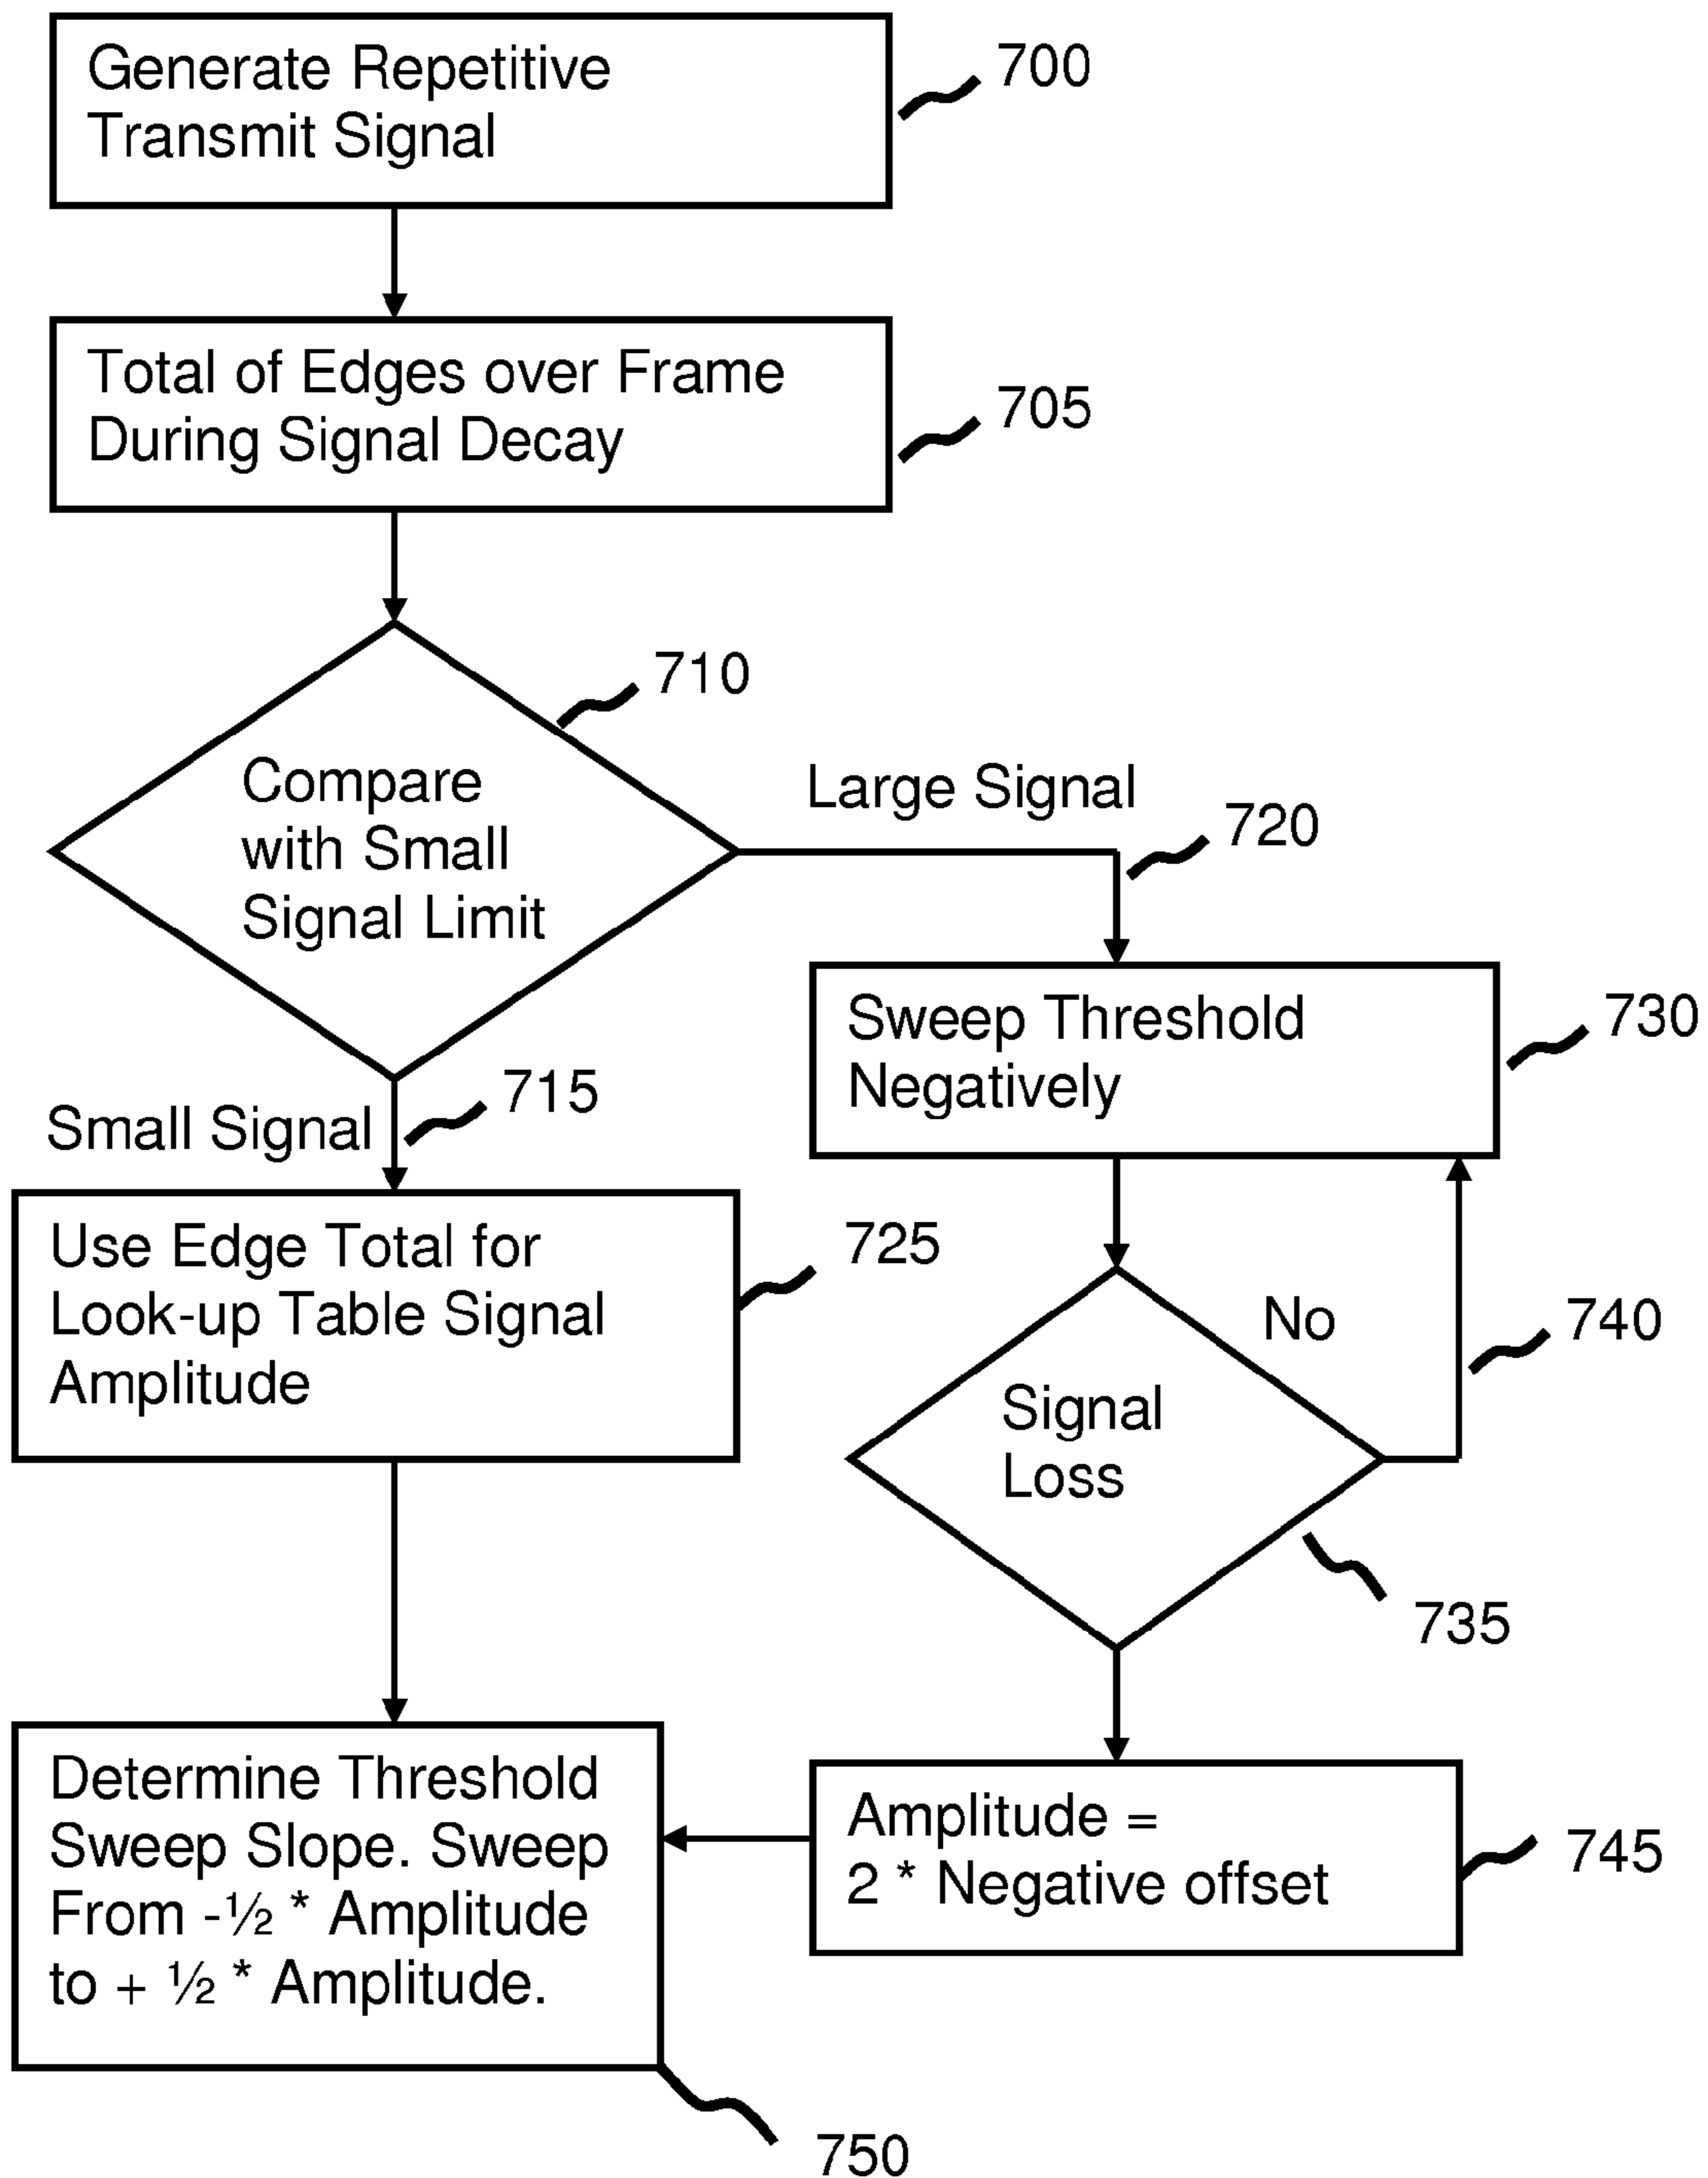 Generate Repetitive
Transmit Signal
700
Total of Edges over Frame
During Signal Decay
705
710
Compare
with Small
Signal Limit
Large Signal
720
Sweep Threshold
Negatively
730
715
Small Signal
Use Edge Total for
Look-up Table Signal
Amplitude
725
No
740
Signal
Loss
735
Determine Threshold
Sweep Slope. Sweep
From -½ * Amplitude
to + ½ * Amplitude.
Amplitude =
2 * Negative offset
745
750